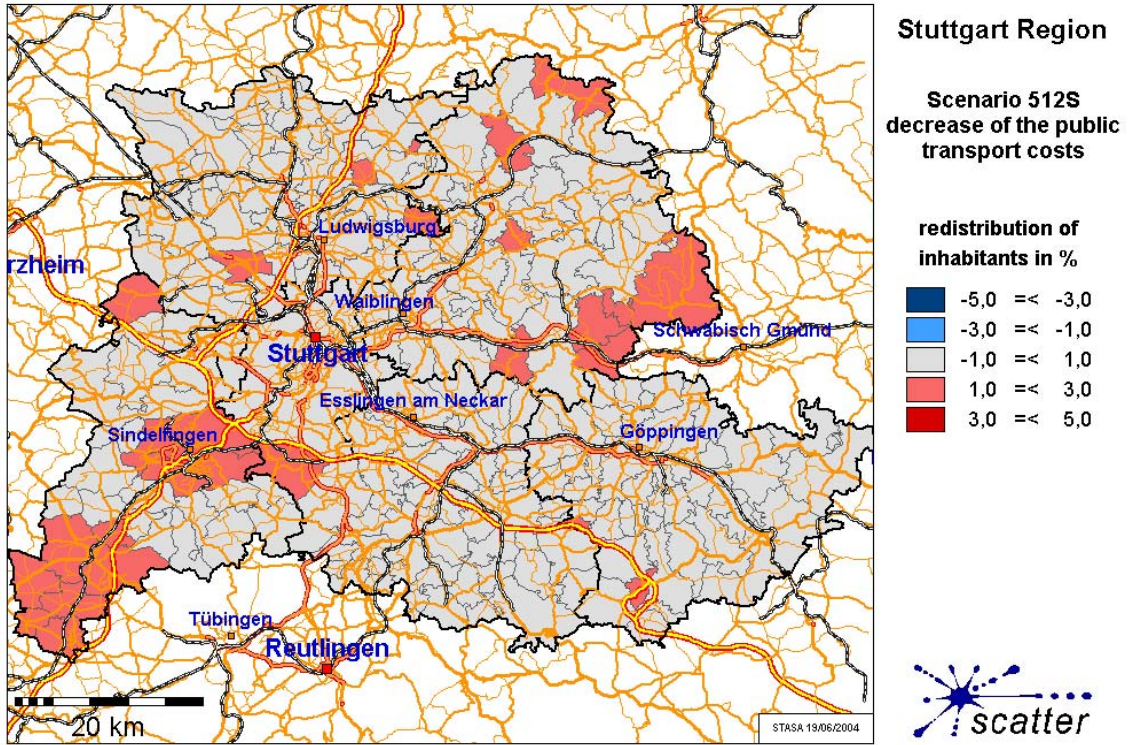 Stuttgart Region
Scenario 512S
decrease of the public
transport costs
redistribution of
inhabitants in %
-5,0 =< -3,0
-3,0 =< -1,0
-1,0 =< 1,0
1,0 =< 3,0
3,0 =< 5,0
Ludwigsburg
rzheim
Waiblingen
Schwäbisch Gmünd
Stuttgart
Esslingen am Neckar
Sindelfingen
Göppingen
Tübingen
Reutlingen
20 km
STASA 19/06/2004
scatter